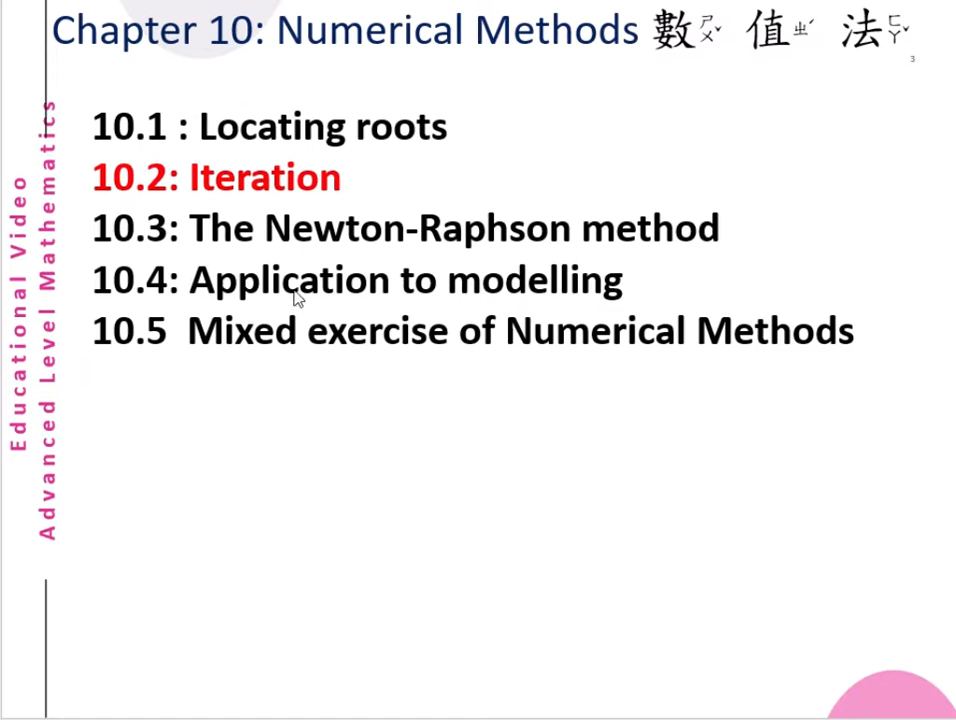 Chapter 10: Numerical Methods 數ㄕㄨˋ 值ㄓˊ 法ㄈㄚˇ
3
10.1 : Locating roots
10.2: Iteration
10.3: The Newton-Raphson method
10.4: Application to modelling
10.5 Mixed exercise of Numerical Methods
Educational Video
Advanced Level Mathematics